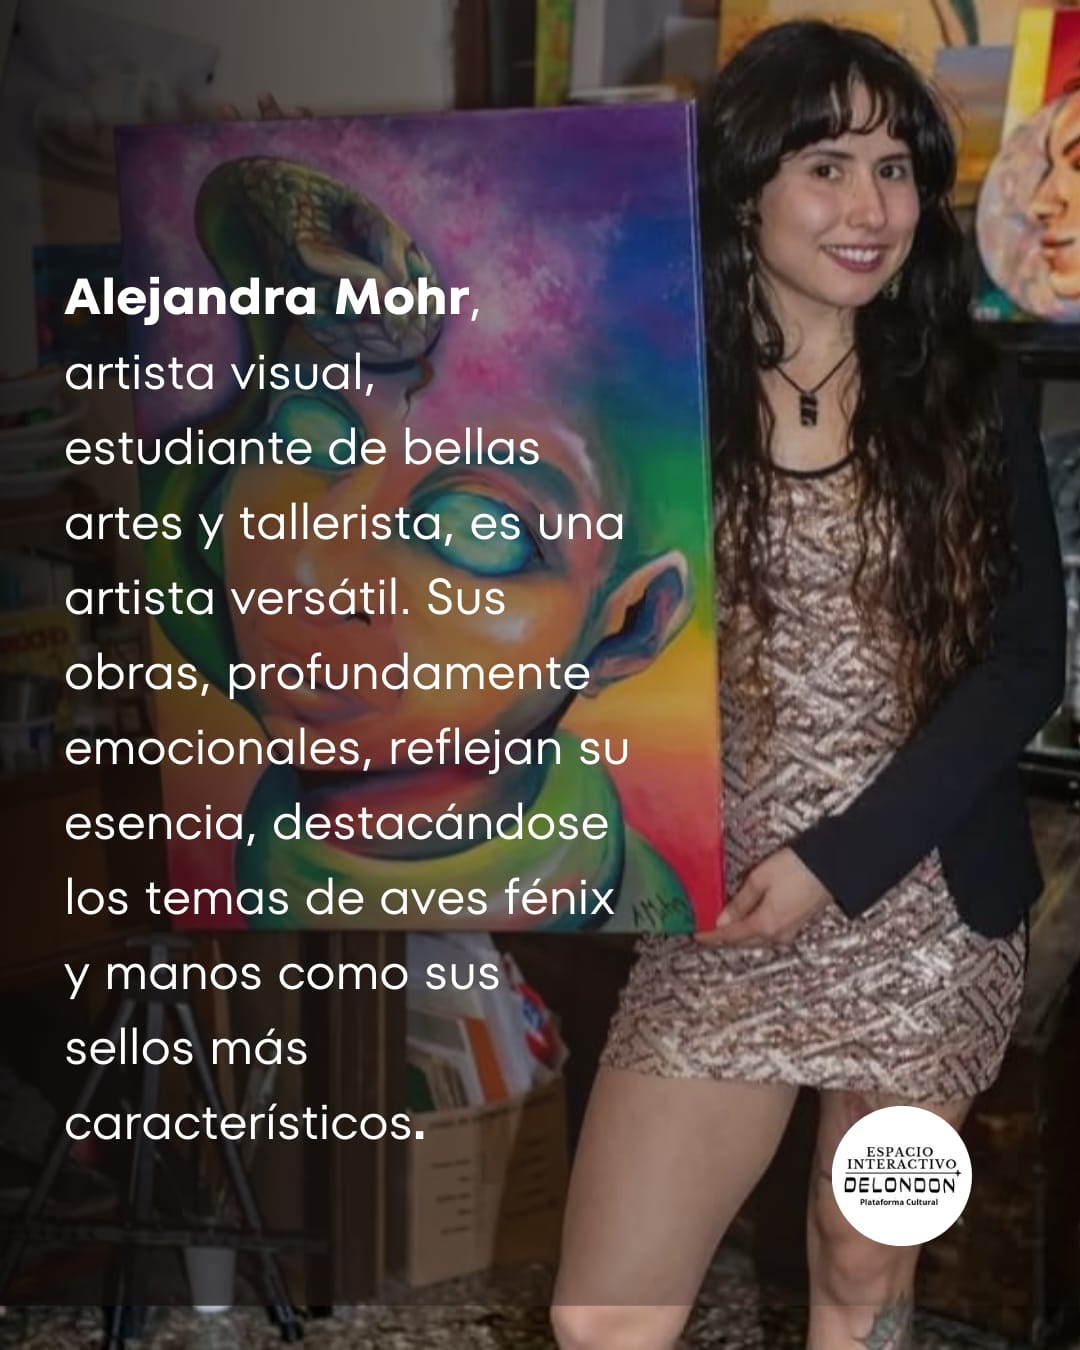 Alejandra Mohr,
artista visual,
estudiante de bellas
artes y tallerista, es una
artista versátil. Sus
obras, profundamente
emocionales, reflejan su
esencia, destacándose
los temas de aves fénix
y manos como sus
sellos más
característicos.
ESPACIO
INTERACTIVO
DELONDON
Plataforma Cultural